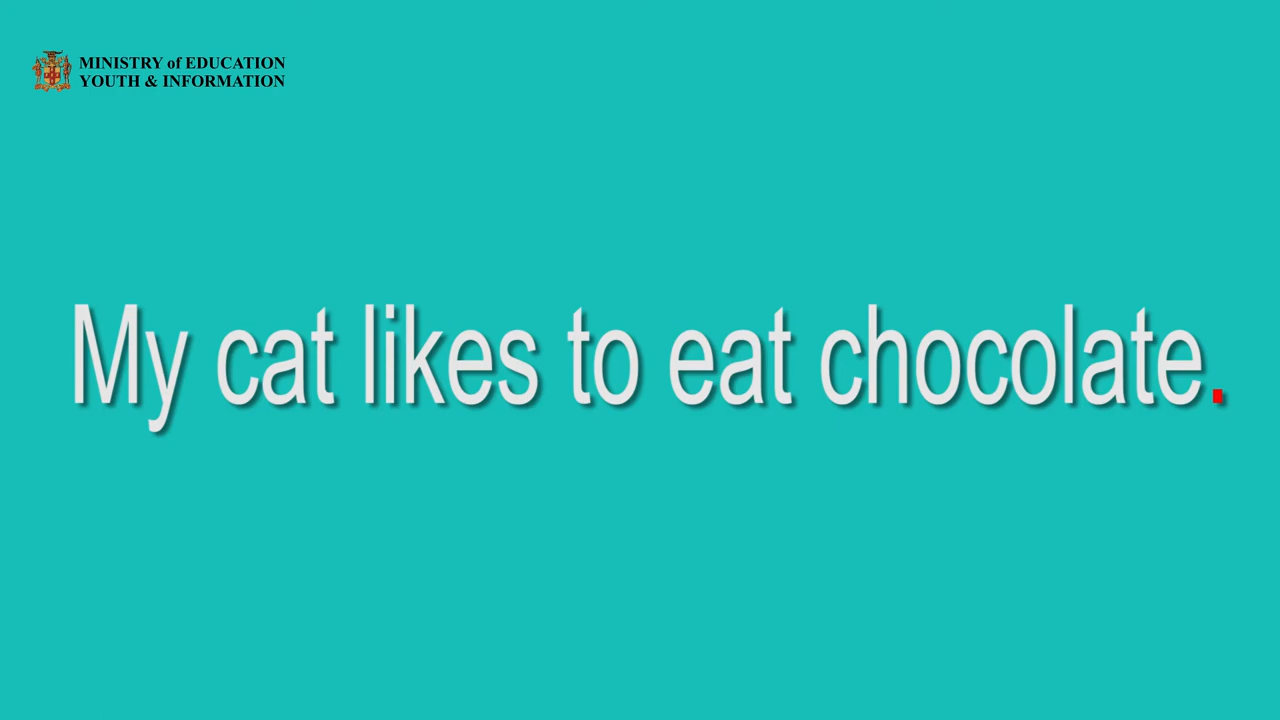 MINISTRY of EDUCATION
YOUTH & INFORMATION
My cat likes to eat chocolate.